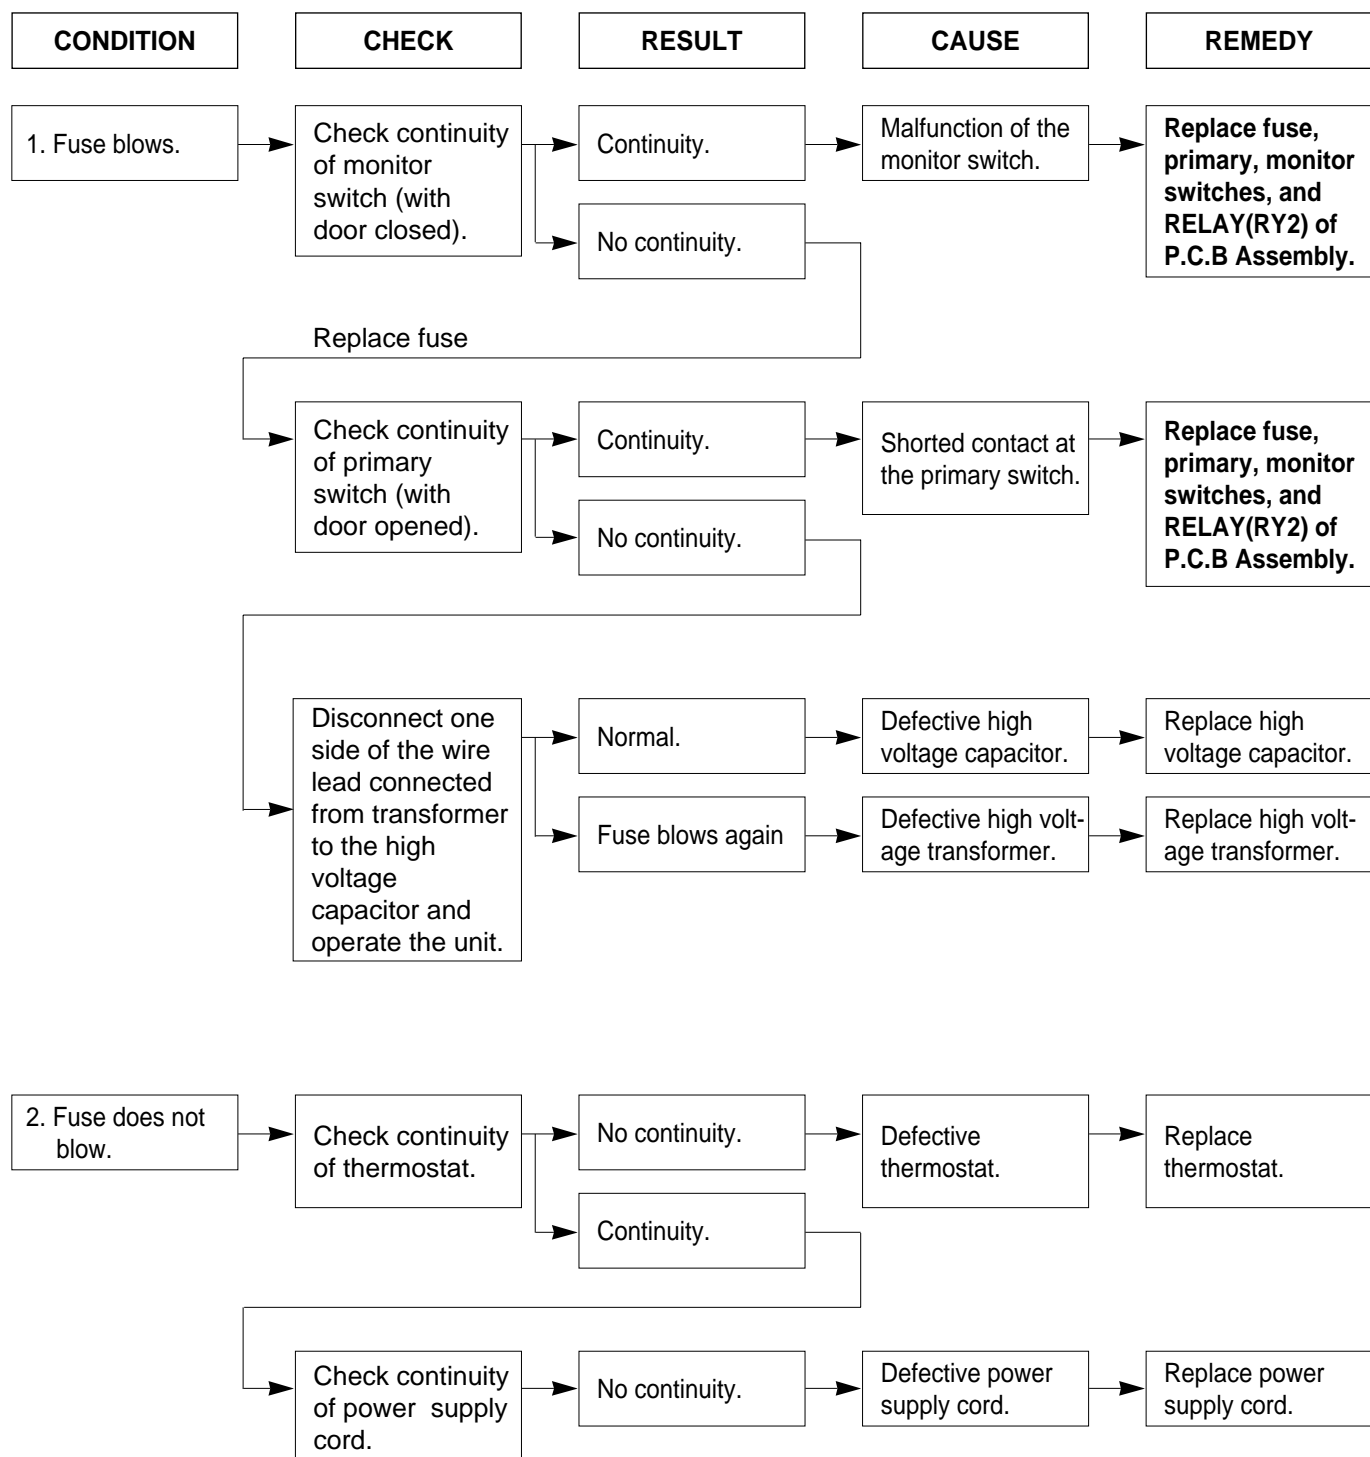 CONDITION
CHECK
RESULT
CAUSE
REMEDY
1. Fuse blows.
Check continuity
of monitor
switch (with
door closed).
Continuity.
Malfunction of the
monitor switch.
Replace fuse,
primary, monitor
switches, and
RELAY(RY2) of
P.C.B Assembly.
No continuity.
Replace fuse
Check continuity
of primary
switch (with
door opened).
Continuity.
Shorted contact at
the primary switch.
Replace fuse,
primary, monitor
switches, and
RELAY(RY2) of
P.C.B Assembly.
No continuity.
Disconnect one
side of the wire
lead connected
from transformer
to the high
voltage
capacitor and
operate the unit.
Normal.
Defective high
voltage capacitor.
Replace high
voltage capacitor.
Fuse blows again
Defective high volt-
age transformer.
Replace high volt-
age transformer.
2. Fuse does not
blow.
Check continuity
of thermostat.
No continuity.
Defective
thermostat.
Replace
thermostat.
Continuity.
Check continuity
of power supply
cord.
No continuity.
Defective power
supply cord.
Replace power
supply cord.